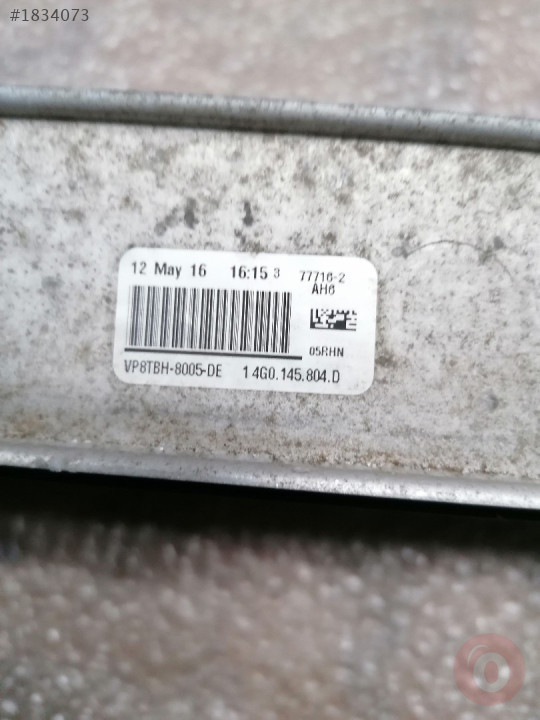 #1834073
12 May 16 16:15 3 77716-2
AH6
05RHN
VP8TBH-8005-DE 1 4G0.145.804.D